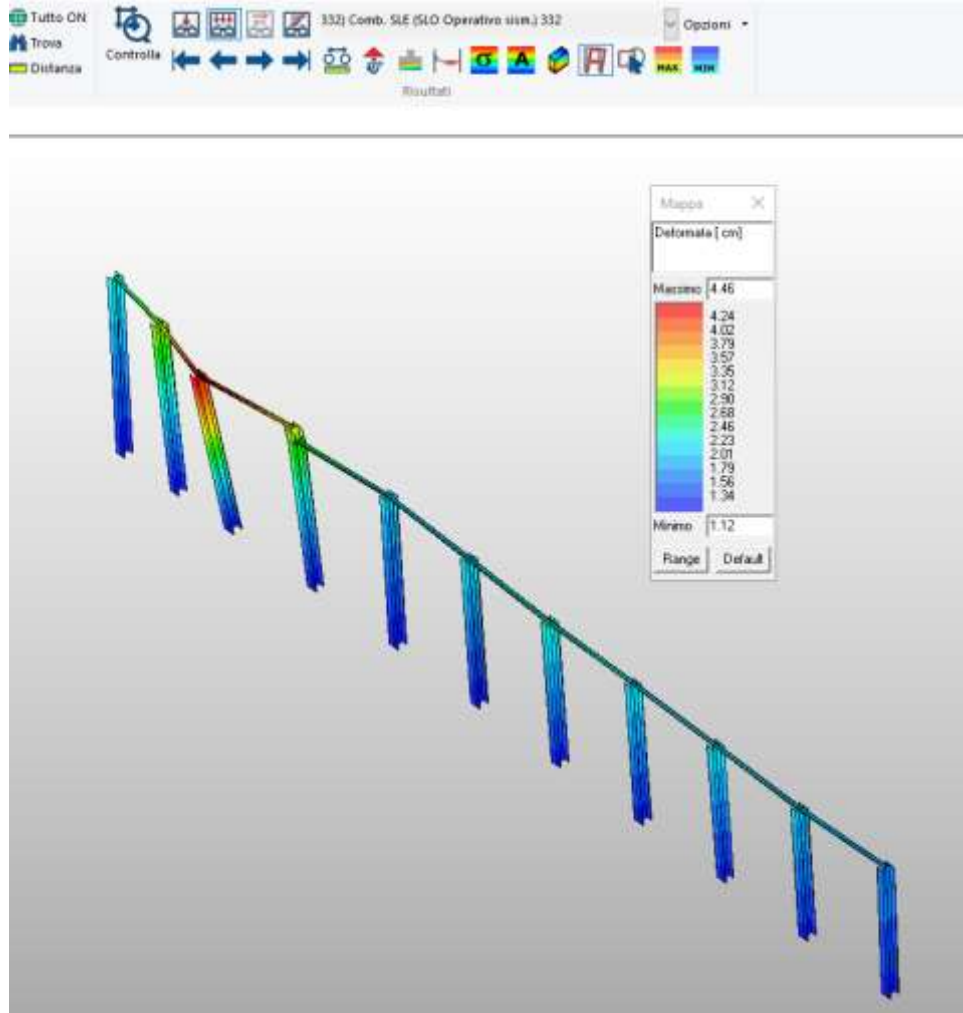 Tutto ON
Trova
Distanza
Controlla
332) Comb. SLE (SLO Operativo sism.) 332
Opzioni
A
σ
A
MAX
MIN
Risultati
Mappa
Deformata [ cm]
Massimo 4.46
4.24
4.02
3.79
3.57
3.35
3.12
2.90
2.68
2.46
2.23
2.01
1.79
1.56
1.34
Minimo 1.12
Range Default